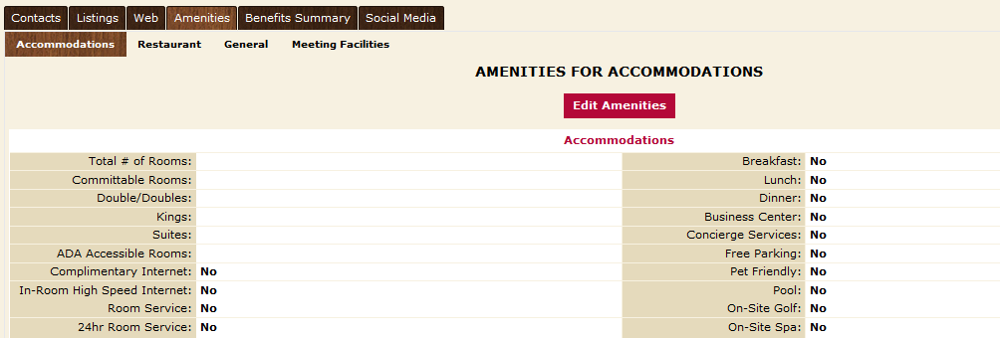 Contacts Listings Web Amenities Benefits Summary Social Media
Accommodations Restaurant General Meeting Facilities
AMENITIES FOR ACCOMMODATIONS
Edit Amenities
Accommodations
Total # of Rooms: Breakfast: No
Committable Rooms: Lunch: No
Double/Doubles: Dinner: No
Kings: Business Center: No
Suites: Concierge Services: No
ADA Accessible Rooms: Free Parking: No
Complimentary Internet: No Pet Friendly: No
In-Room High Speed Internet: No Pool: No
Room Service: No On-Site Golf: No
24hr Room Service: No On-Site Spa: No